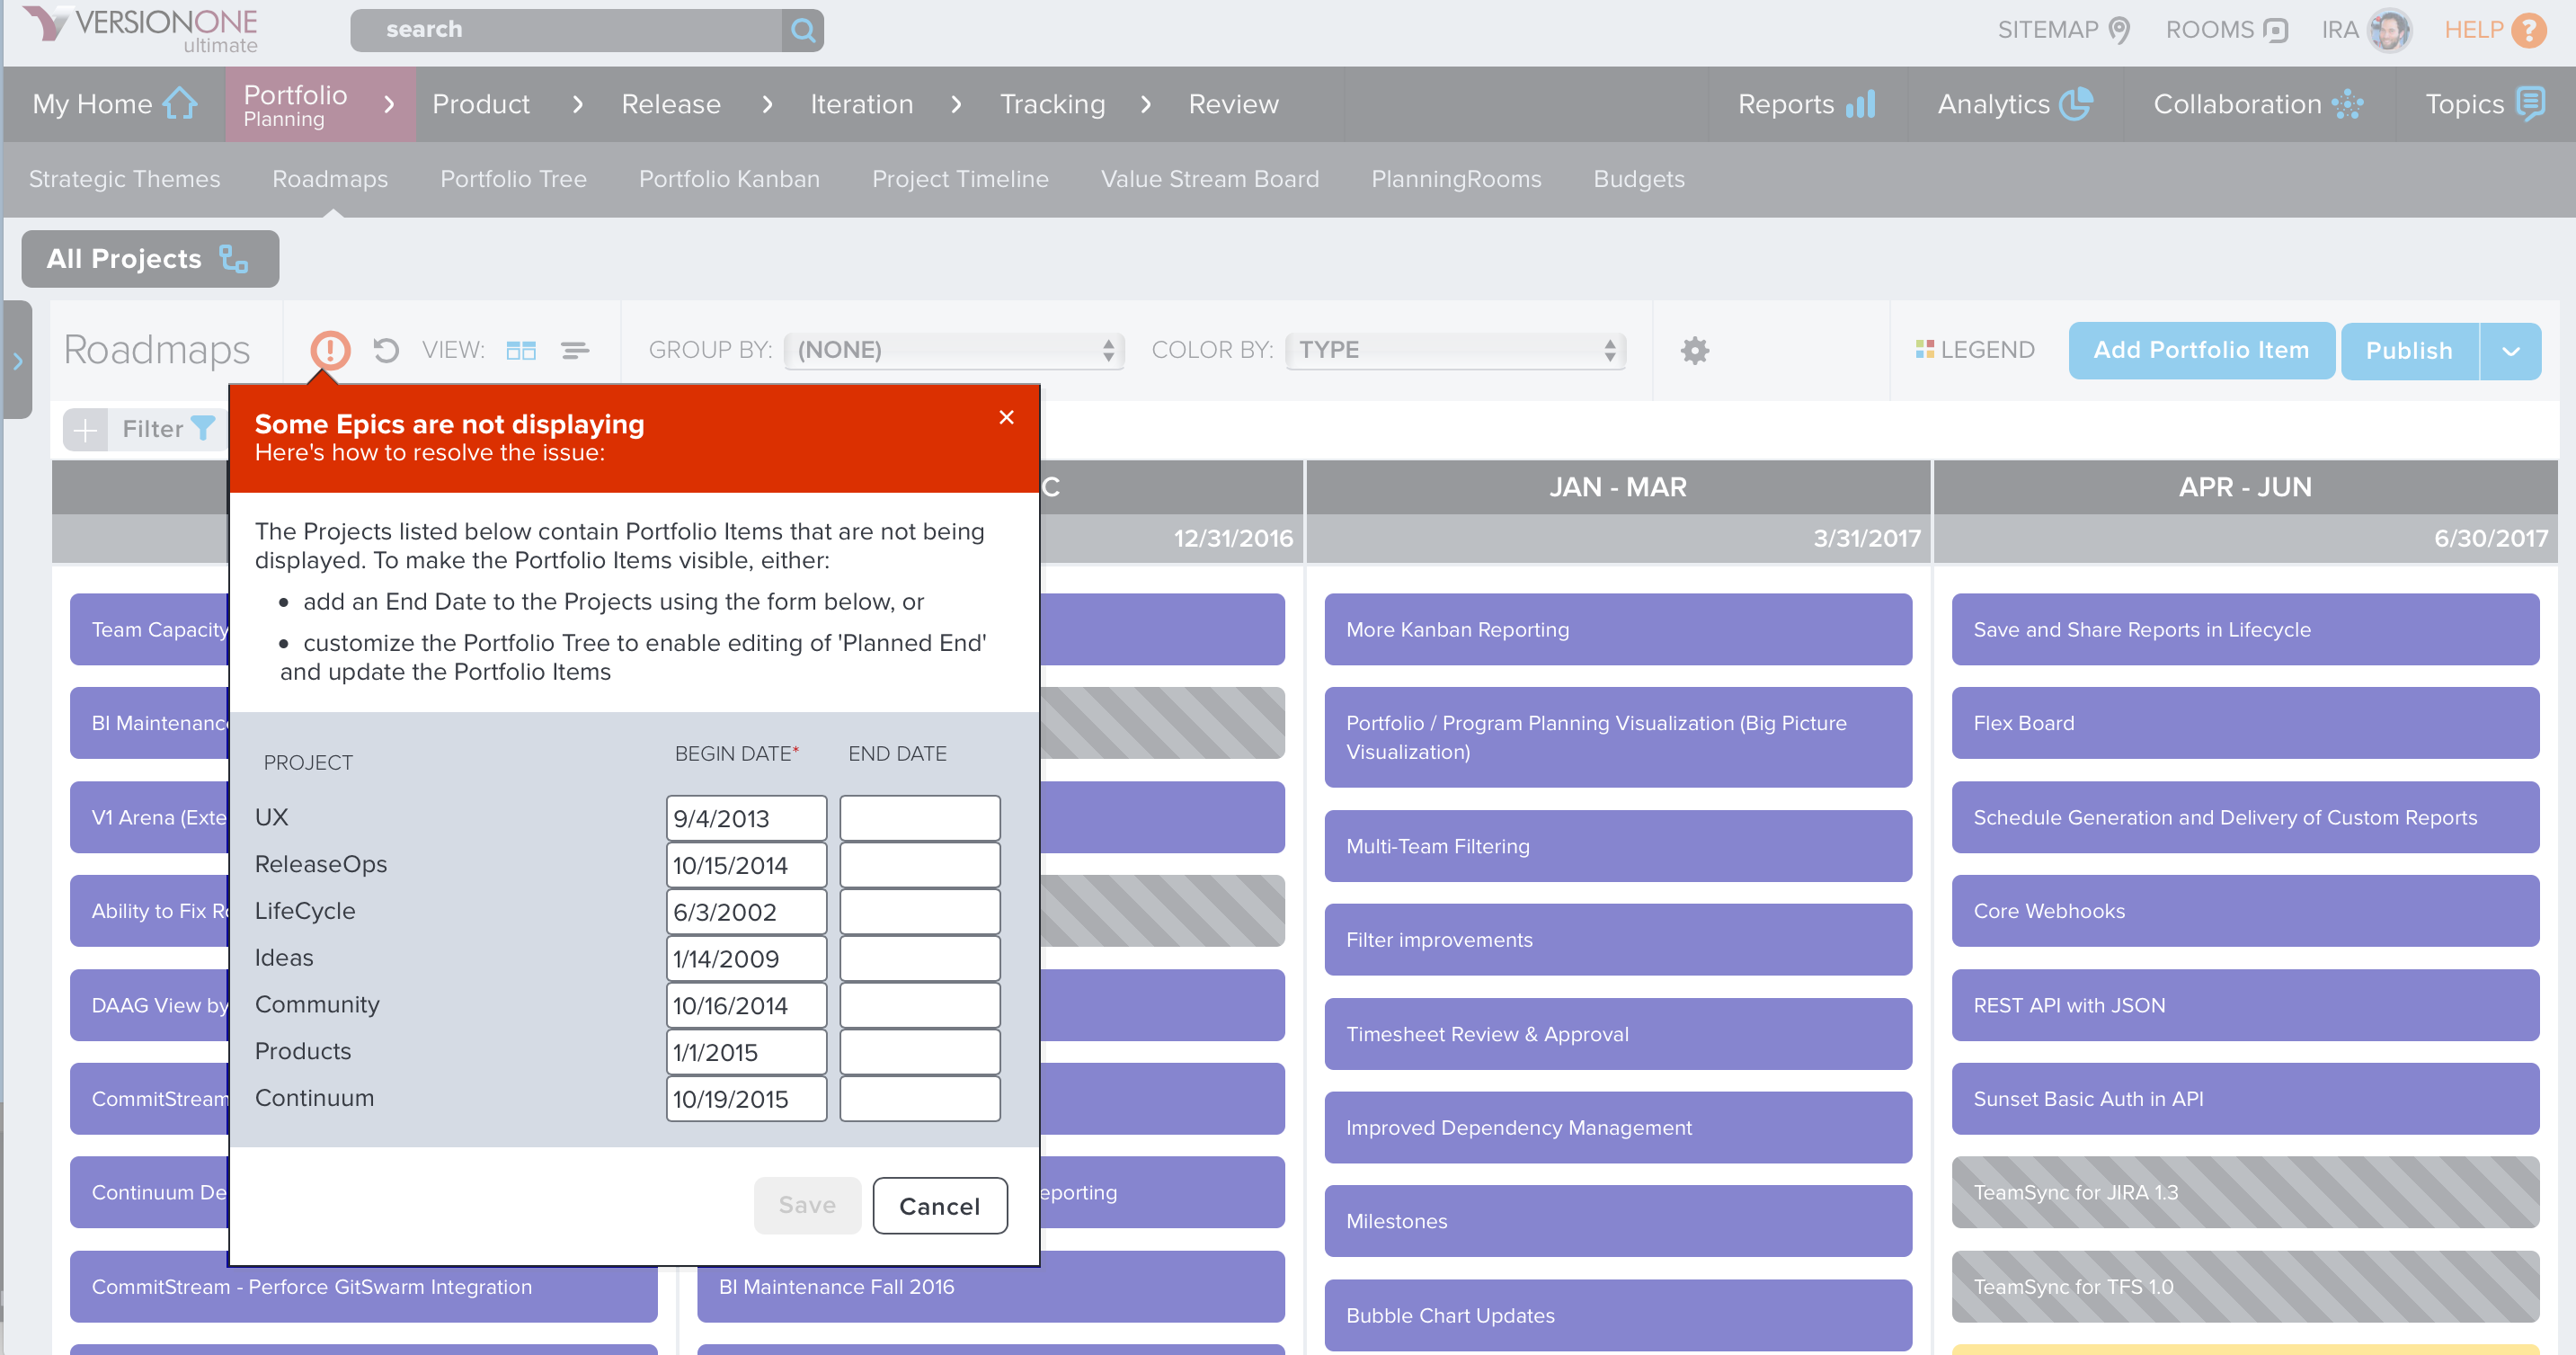 VERSIONONE
ultimate
search
SITEMAP
ROOMS
IRA
HELP ?
My Home
Portfolio
Planning
Product
Release
Iteration
Tracking
Review
Reports
Analytics
Collaboration
Topics
Strategic Themes
Roadmaps
Portfolio Tree
Portfolio Kanban
Project Timeline
Value Stream Board
PlanningRooms
Budgets
All Projects
Roadmaps
VIEW:
GROUP BY:
(NONE)
COLOR BY:
TYPE
LEGEND
Add Portfolio Item
Publish
Filter
Some Epics are not displaying
Here's how to resolve the issue:
The Projects listed below contain Portfolio Items that are not being
displayed. To make the Portfolio Items visible, either:
• add an End Date to the Projects using the form below, or
• customize the Portfolio Tree to enable editing of 'Planned End'
and update the Portfolio Items
PROJECT
BEGIN DATE*
END DATE
UX
9/4/2013
ReleaseOps
10/15/2014
LifeCycle
6/3/2002
Ideas
1/14/2009
Community
10/16/2014
Products
1/1/2015
Continuum
10/19/2015
Save
Cancel
Team Capacity
BI Maintenance
V1 Arena (Exte
Ability to Fix
DAAG View by
CommitStream
Continuum De
CommitStream - Perforce GitSwarm Integration
C
12/31/2016
eporting
BI Maintenance Fall 2016
JAN - MAR
3/31/2017
More Kanban Reporting
Portfolio / Program Planning Visualization (Big Picture
Visualization)
Multi-Team Filtering
Filter improvements
Timesheet Review & Approval
Improved Dependency Management
Milestones
Bubble Chart Updates
APR - JUN
6/30/2017
Save and Share Reports in Lifecycle
Flex Board
Schedule Generation and Delivery of Custom Reports
Core Webhooks
REST API with JSON
Sunset Basic Auth in API
TeamSync for JIRA 1.3
TeamSync for TFS 1.0